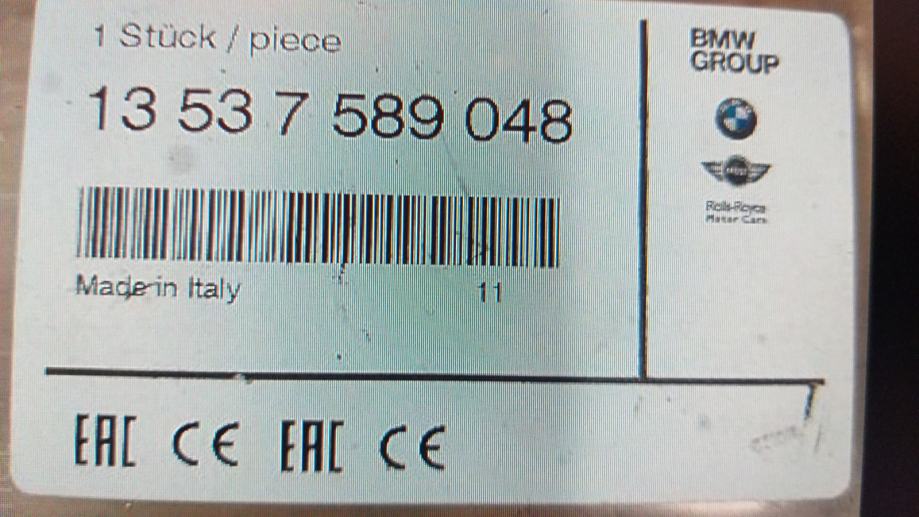 1 Stück / piece
13 53 7 589 048
Made in Italy
11
EAC CE EAC CE
BMW
GROUP
Rolls-Royce
Motor Cars